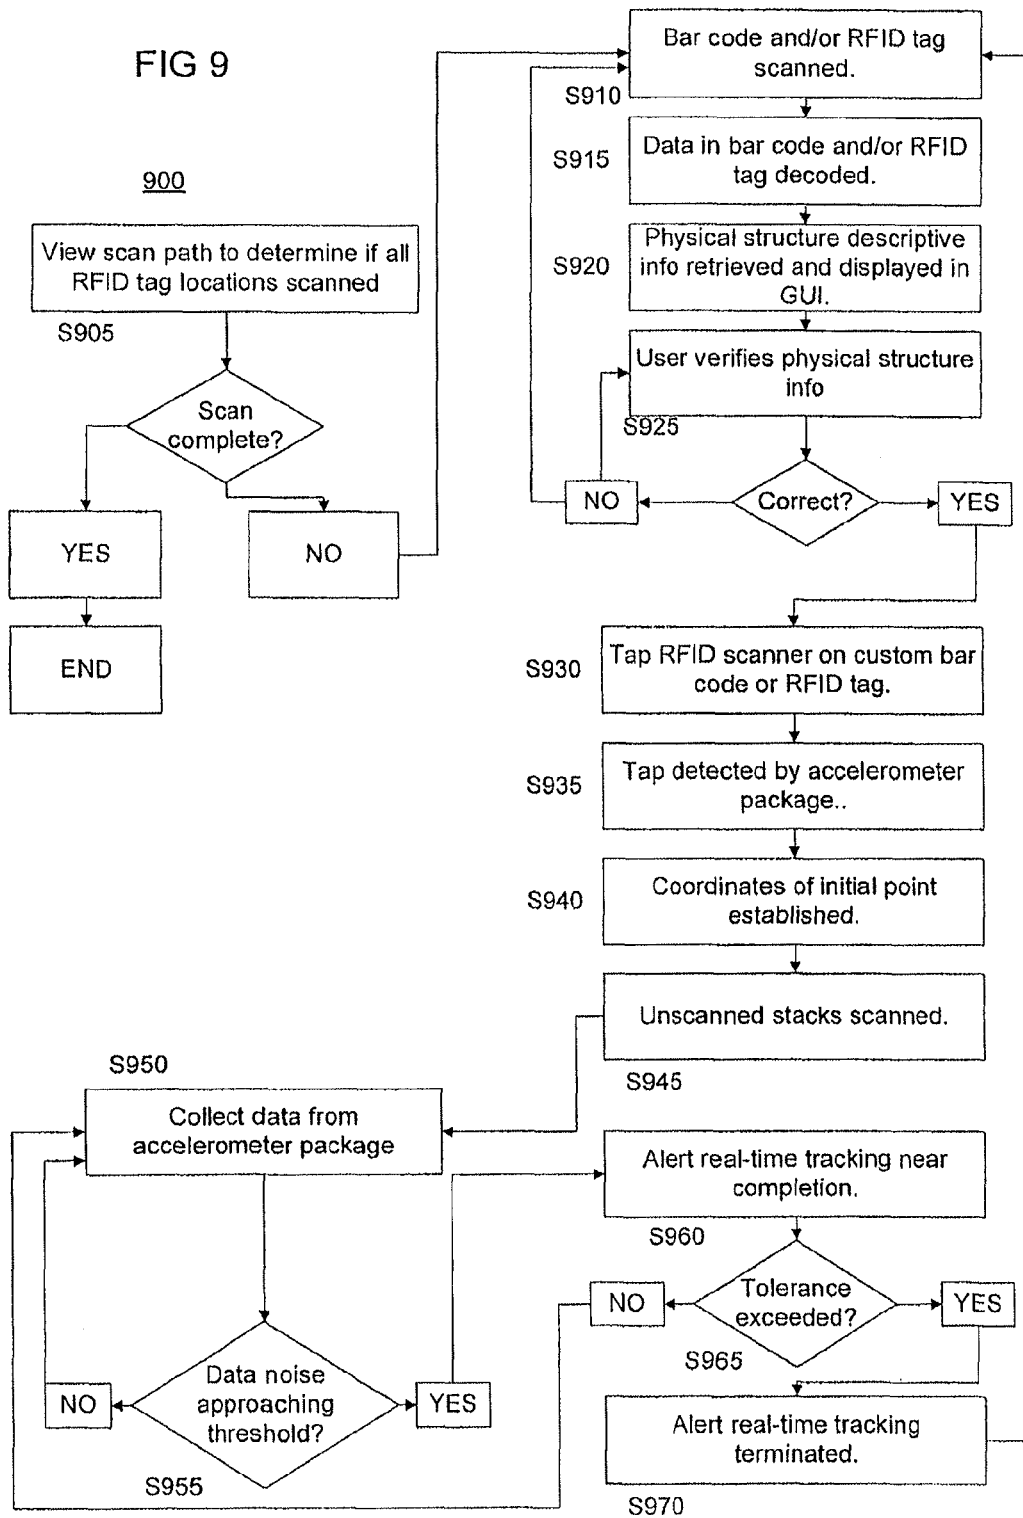 FIG 9
900
View scan path to determine if all
RFID tag locations scanned
S905
Scan
complete?
YES
NO
END
Bar code and/or RFID tag
scanned.
S910
Data in bar code and/or RFID
tag decoded.
S915
Physical structure descriptive
info retrieved and displayed in
GUI.
S920
User verifies physical structure
info
S925
Correct?
NO
YES
S930
Tap RFID scanner on custom bar
code or RFID tag.
S935
Tap detected by accelerometer
package..
S940
Coordinates of initial point
established.
Unscanned stacks scanned.
S945
S950
Collect data from
accelerometer package
Data noise
approaching
threshold?
NO
YES
S955
Alert real-time tracking near
completion.
S960
Tolerance
exceeded?
NO
YES
S965
Alert real-time tracking
terminated.
S970